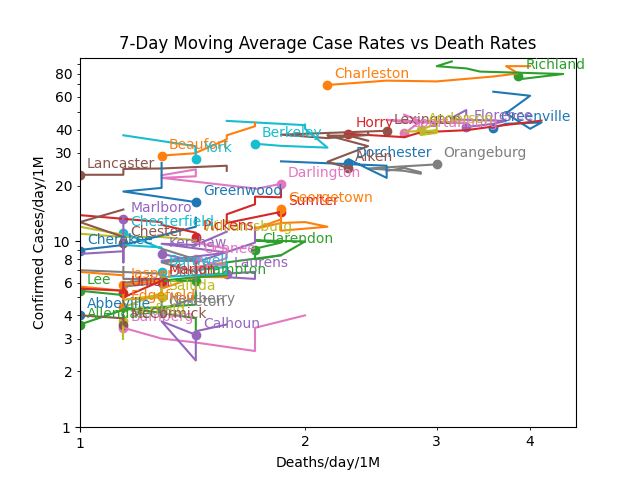 7-Day Moving Average Case Rates vs Death Rates
Richland
Charleston
80
60
Florence
Greenville
Lexington
Horry
40
Berkeley
Beaufort
York
30
Dorchester
Orangeburg
Aiken
Lancaster
Darlington
20
Greenwood
Georgetown
Sumter
Marlboro
Chesterfield
Pickens
Chester
Clarendon
10
Cherokee
Kershaw
8
Laurens
Marion
6
Lee
Saluda
Newberry
Abbeville
4
McCormick
Bamberg
Calhoun
3
2
1
1
2
3
4
Confirmed Cases/day/1M
Deaths/day/1M